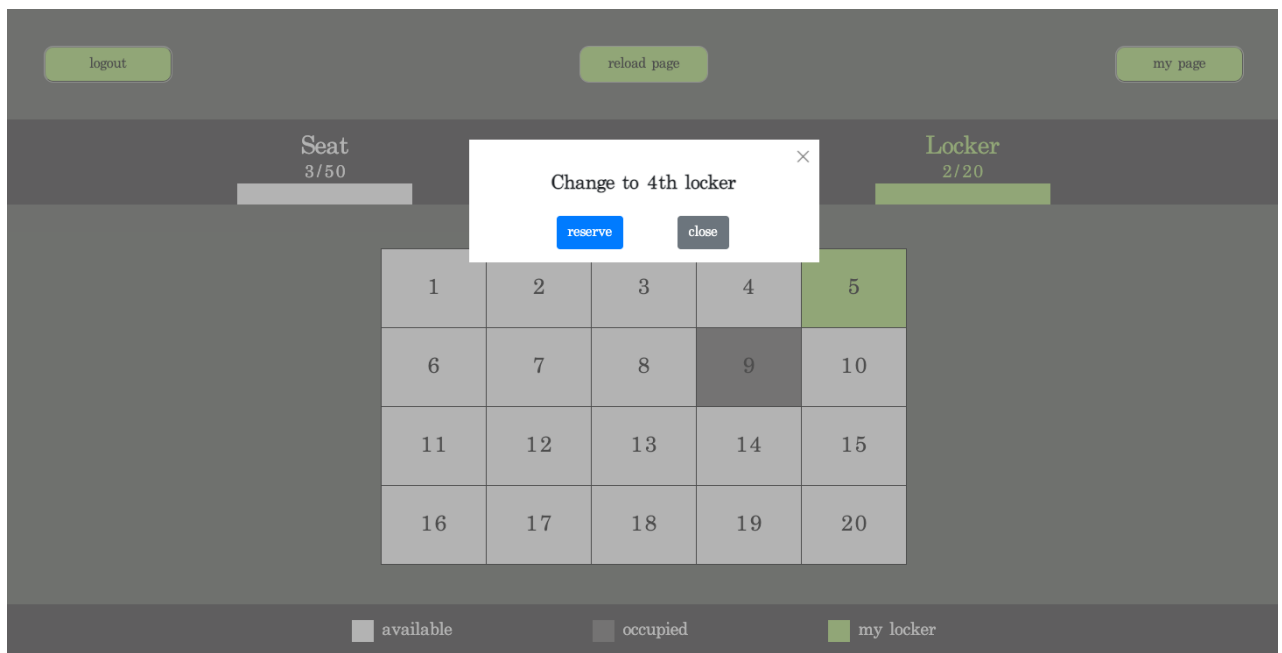 logout
reload page
my page
Seat
3/50
Locker
2/20
Change to 4th locker
reserve
close
1 2 3 4 5
6 7 8 9 10
11 12 13 14 15
16 17 18 19 20
available
occupied
my locker